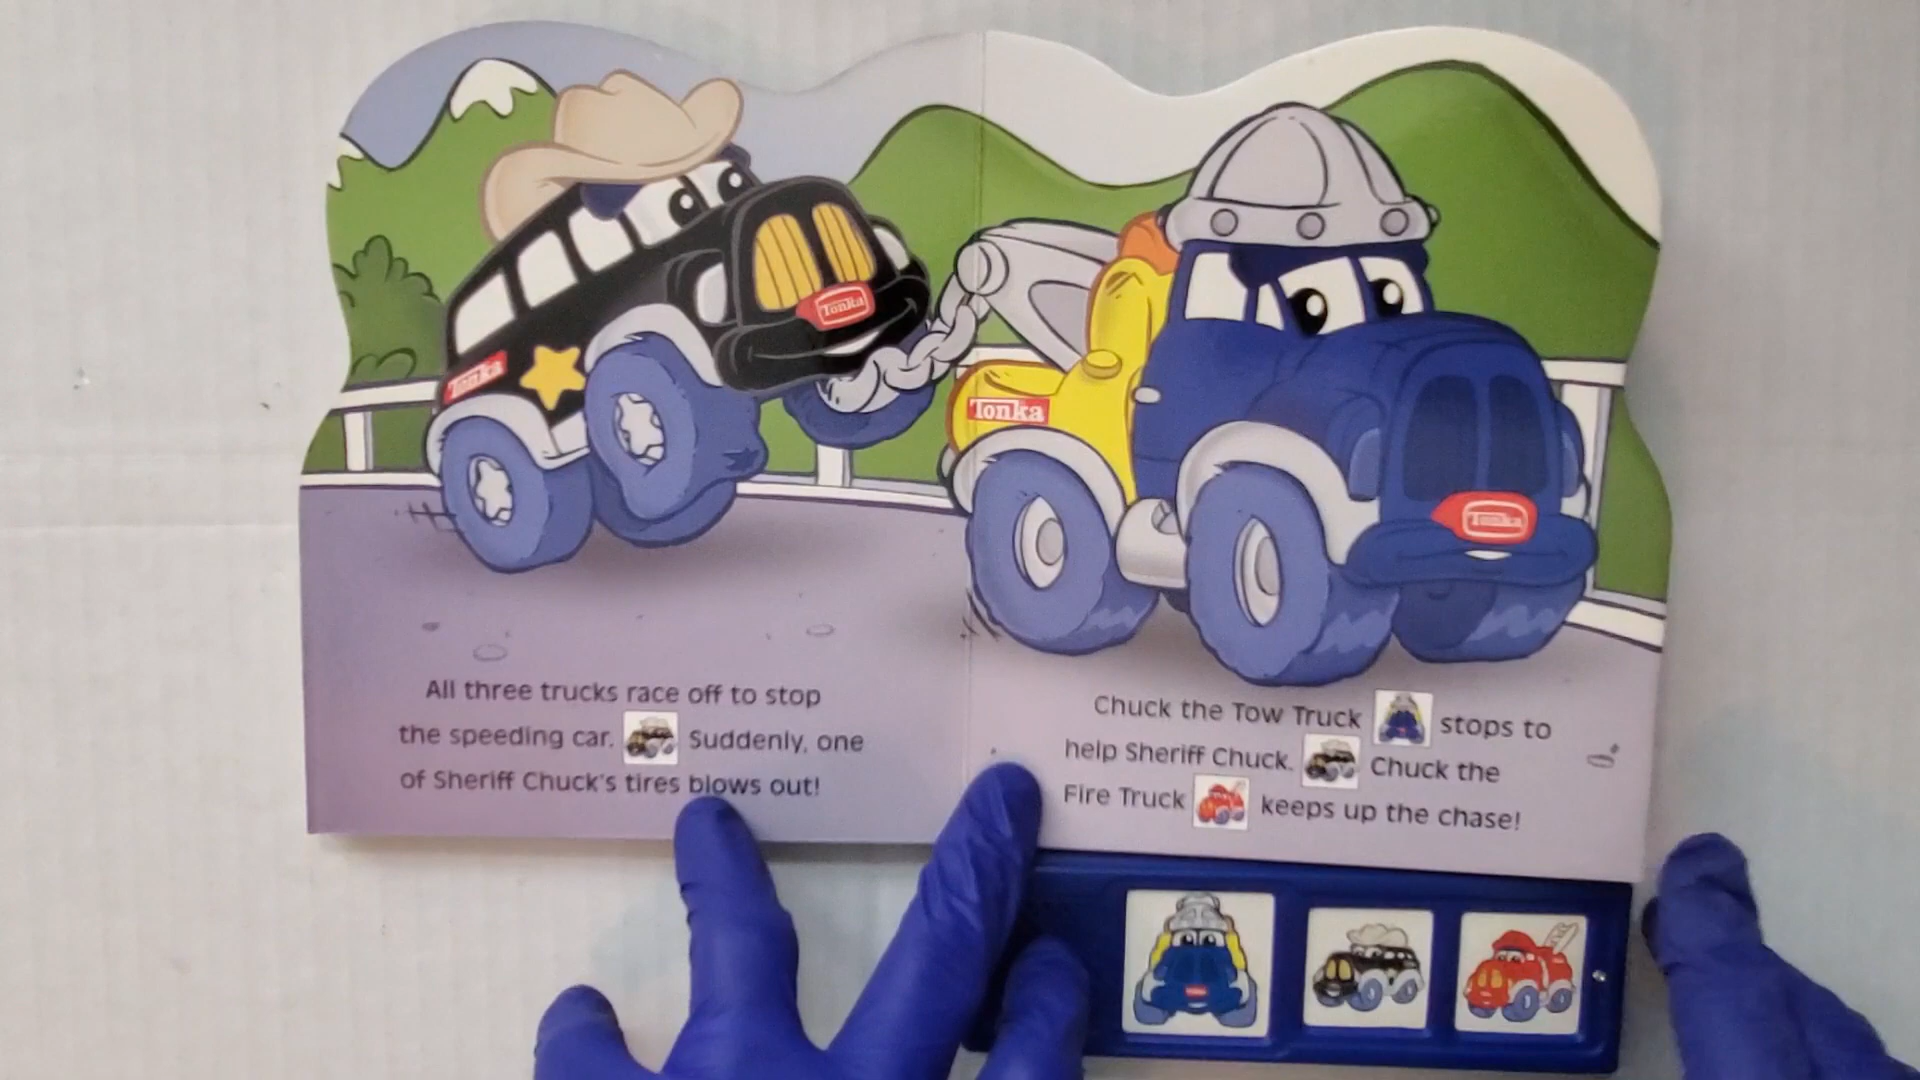 Tonka
Tonka
Tonka
Tonka
All three trucks race off to stop
the speeding car. Suddenly, one
of Sheriff Chuck's tires blows out!
Chuck the Tow Truck stops to
help Sheriff Chuck. Chuck the
Fire Truck keeps up the chase!